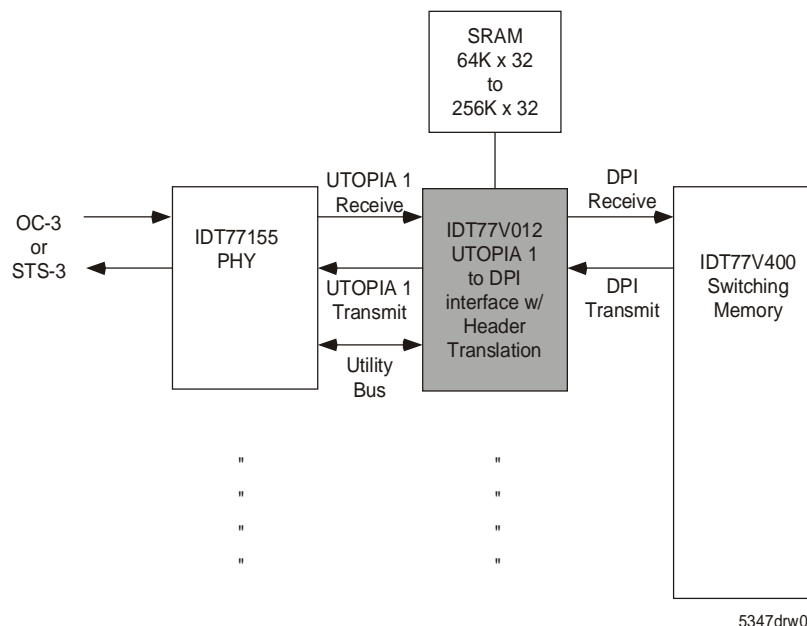 SRAM
64K x 32
to
256K x 32
UTOPIA 1
Receive
DPI
Receive
OC-3
or
STS-3
IDT77155
PHY
IDT77V012
UTOPIA 1
to DPI
interface w/
Header
Translation
IDT77V400
Switching
Memory
UTOPIA 1
Transmit
DPI
Transmit
Utility
Bus
" "
" "
" "
" "
5347drw0